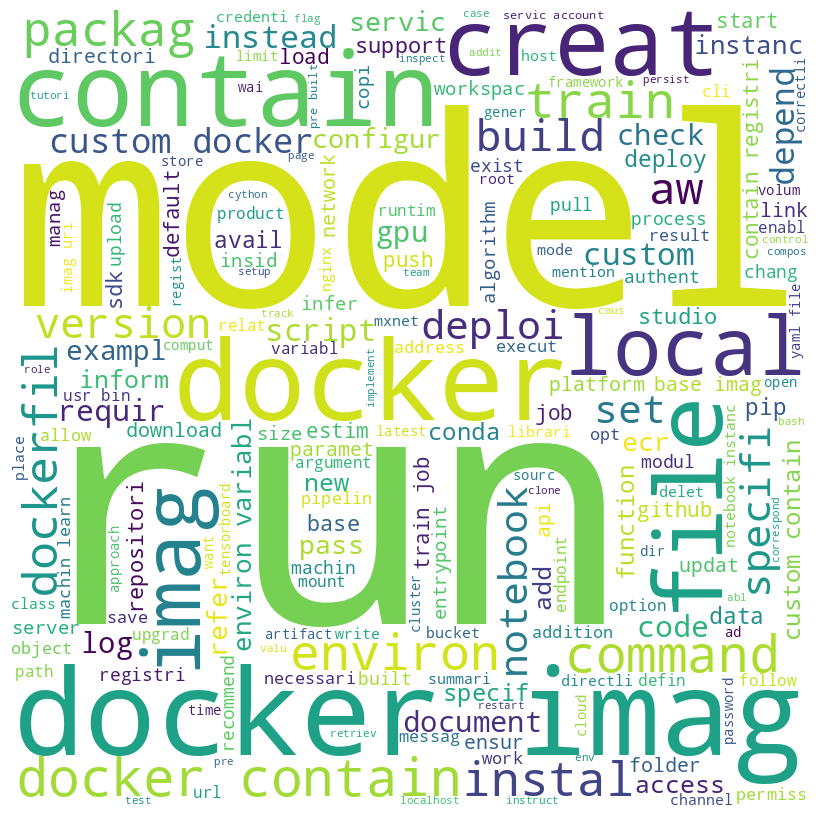 case servic account
credenti flag
packag
instead
servic
creat
start
addit
limit load
support
host
instanc
directori
inspect
wai
contain
copi
workspac
framework
persist
cli
tutori
pre built
gener
train
depend
correctli
custom docker
configur
build
check
contain registri
store
page
exist
deploy
model
root
cython
manag
default
product
runtim
pull
aw
volum
link
imag uri
upload
sdk
avail
gpu
network
algorithm
process
enabl
control
insid
push
mode
result
custom
compos
regist
setup
nginx
team
mention
authent
chang
yaml file
infer
track
version
relat
script
mxnet
deploi
caus
studio
local
exampl
comput
variabl
address
execut
implement
role
inform
docker
platform
base imag
open
usr bin
requir
job
set
pip
place
dockerfil
allow
download
size
estim
latest
conda
librari
opt
ecr
bash
paramet
argument
modul
delet
notebook instanc
environ variabl
new
sourc
clone
function
github
file
specifi
machin learn
repositori
imag
pipelin
api
correspond
approach
want
tensorboard
base
train job
entrypoint
notebook
endpoint
dir
updat
custom contain
pass
machin
mount
run
add
option
abl
class
save
refer
cluster
data
server
log
upgrad
artifact
write
bucket
addition
code
ad
object
valu
environ
command
path
registri
recommend
necessari
built
summari
directli
defin
follow
specif
password
time
docker imag
restart
document
cloud
retriev
messag
ensur
work
env
folder
docker contain
pre
instal
access
url
channel
permiss
test
localhost
instruct